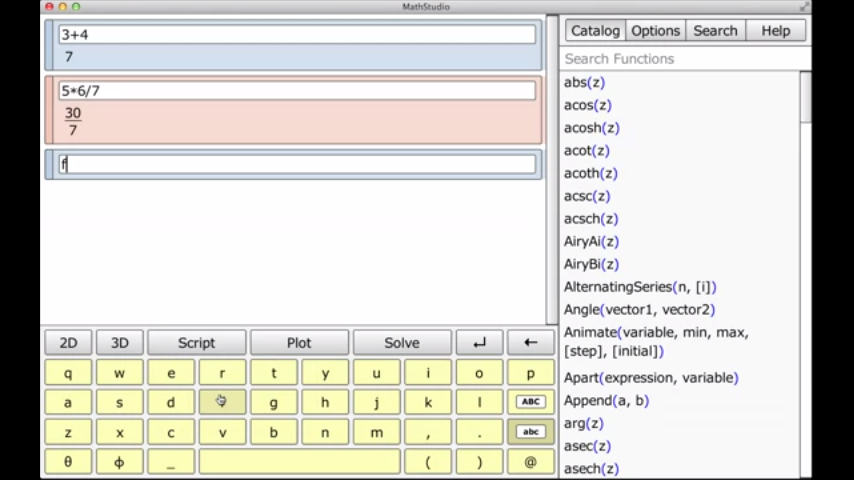 MathStudio
3+4
7
5*6/7
30
7
f
Catalog Options Search Help
Search Functions
abs(z)
acos(z)
acosh(z)
acot(z)
acoth(z)
acsc(z)
acsch(z)
AiryAi(z)
AiryBi(z)
AlternatingSeries(n, [i])
Angle(vector1, vector2)
Animate(variable, min, max,
[step], [initial])
Apart(expression, variable)
Append(a, b)
arg(z)
asec(z)
asech(z)
2D 3D Script Plot Solve ↵ ←
q w e r t y u i o p
a s d g h j k l ABC
z x c v b n m , . abc
θ ϕ _ ( ) @